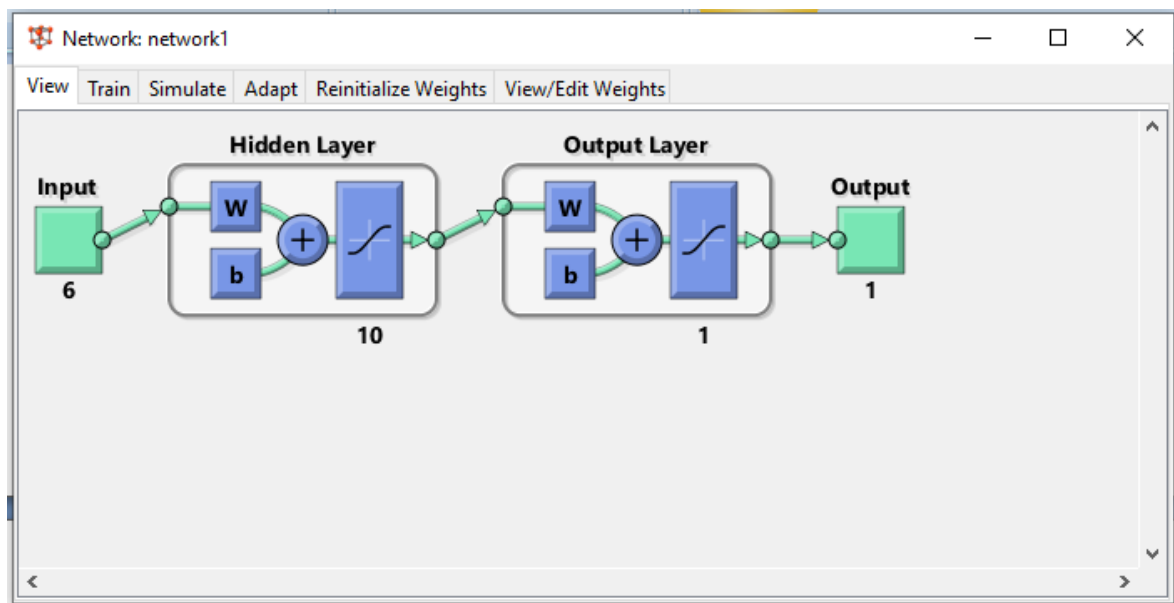 Network: network1
View Train Simulate Adapt Reinitialize Weights View/Edit Weights
Hidden Layer Output Layer
Input Output
W W
b b
6 1
10 1